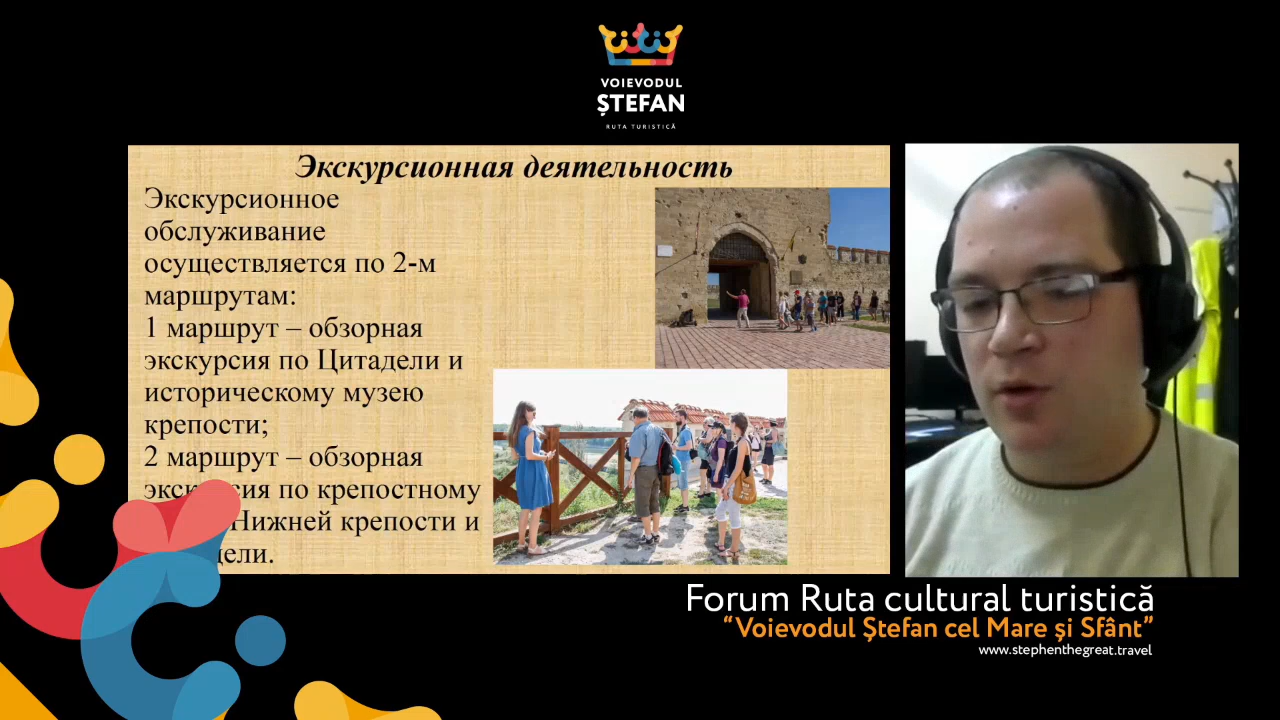 VOIEVODUL
ȘTEFAN
RUTA TURISTICĂ
Экскурсионная деятельность
Экскурсионное
обслуживание
осуществляется по 2-м
маршрутам:
1 маршрут – обзорная
экскурсия по Цитадели и
историческому музею
крепости;
2 маршрут – обзорная
по крепостному
Нижней крепости и
Forum Ruta cultural turistică
“Voievodul Ștefan cel Mare și Sfânt”
www.stephenthegreat.travel